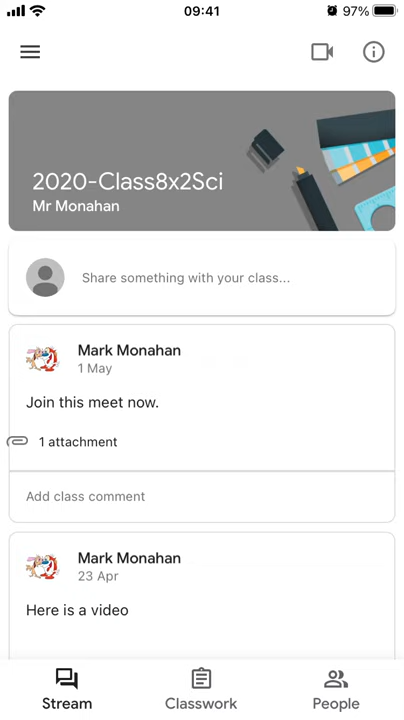 09:41
97%
2020-Class8x2Sci
Mr Monahan
Share something with your class...
Mark Monahan
1 May
Join this meet now.
1 attachment
Add class comment
Mark Monahan
23 Apr
Here is a video
Stream
Classwork
People